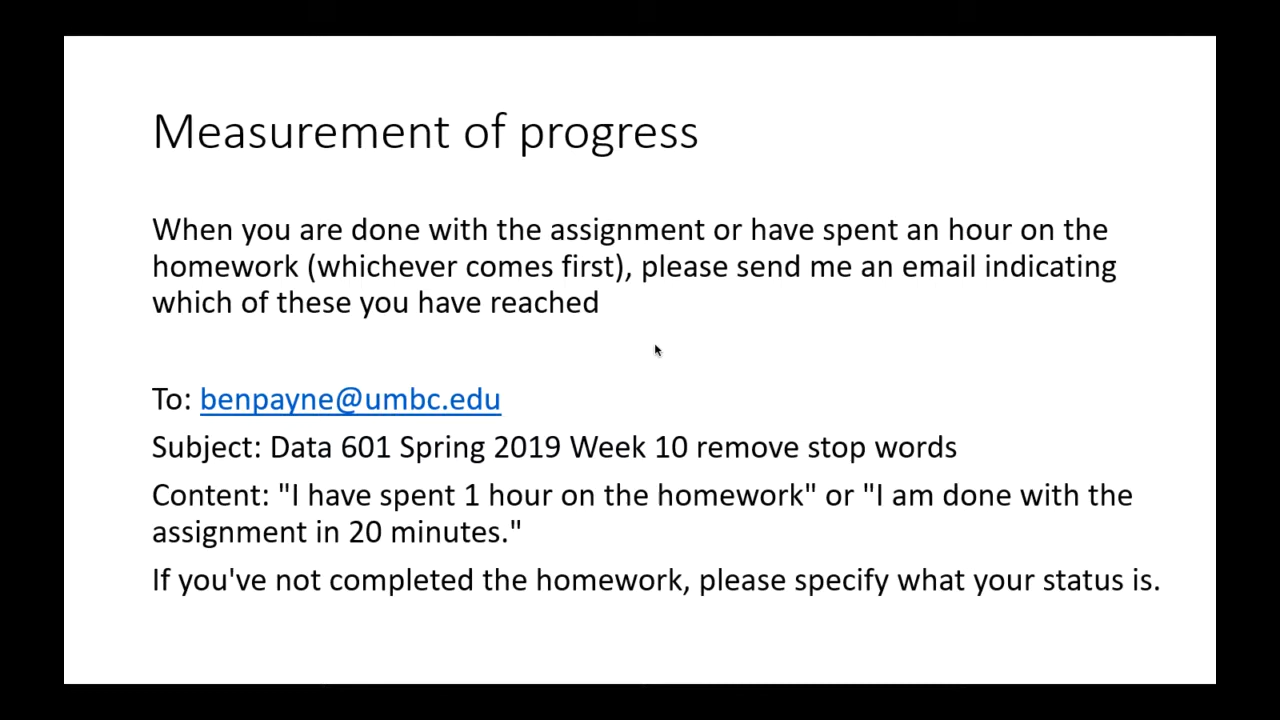 Measurement of progress
When you are done with the assignment or have spent an hour on the
homework (whichever comes first), please send me an email indicating
which of these you have reached
To: benpayne@umbc.edu
Subject: Data 601 Spring 2019 Week 10 remove stop words
Content: "I have spent 1 hour on the homework" or "I am done with the
assignment in 20 minutes."
If you've not completed the homework, please specify what your status is.